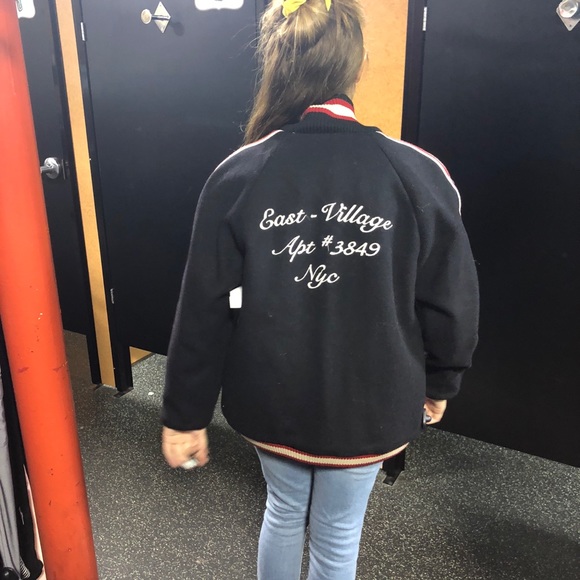 East - Village
Apt # 3849
Nyc